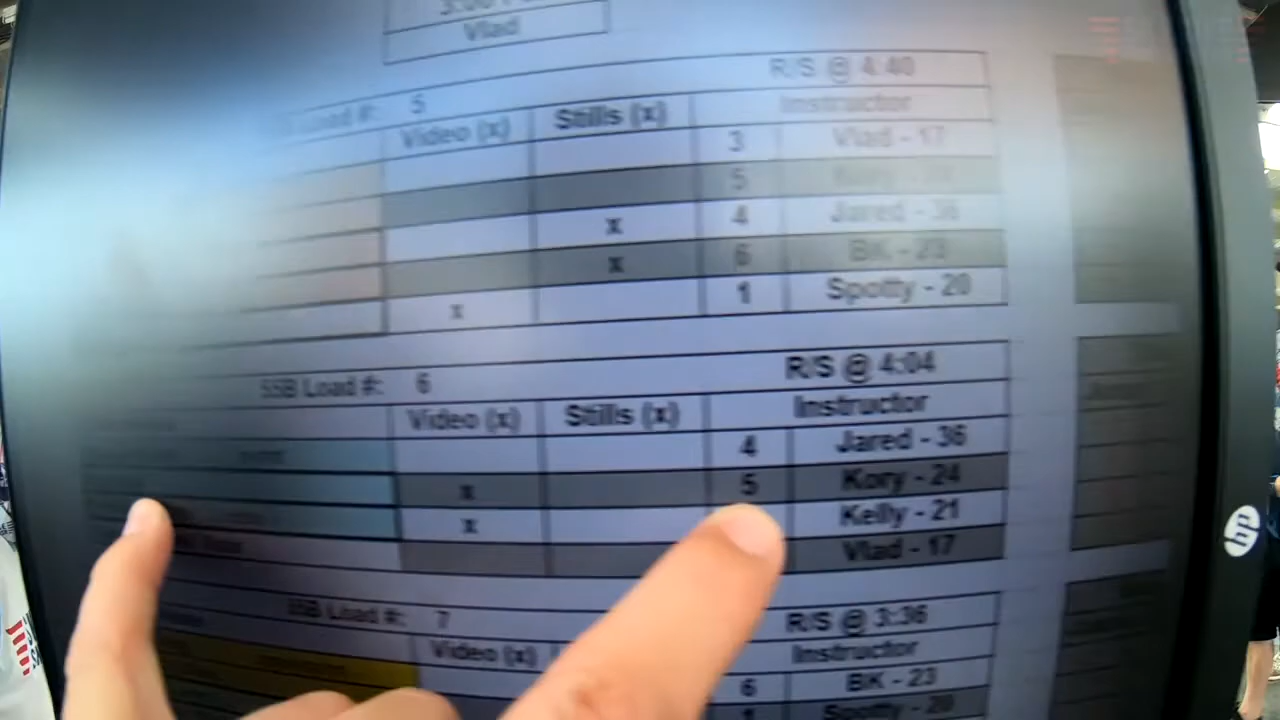 Vlad
Load #: 5 R/S @ 4:40
Video (x) Stills (x) Instructor
3 Vlad - 17
5
x 4 Jared - 36
x 6 BK - 23
x 1 Spotty - 20
SSB Load #: 6 R/S @ 4:04
Video (x) Stills (x) Instructor
4 Jared - 36
x 5 Kory - 24
x Kelly - 21
Vlad - 17
SSB Load #: 7 R/S @ 3:36
Video (x) Instructor
6 BK - 23
1 Spotty - 20
hp